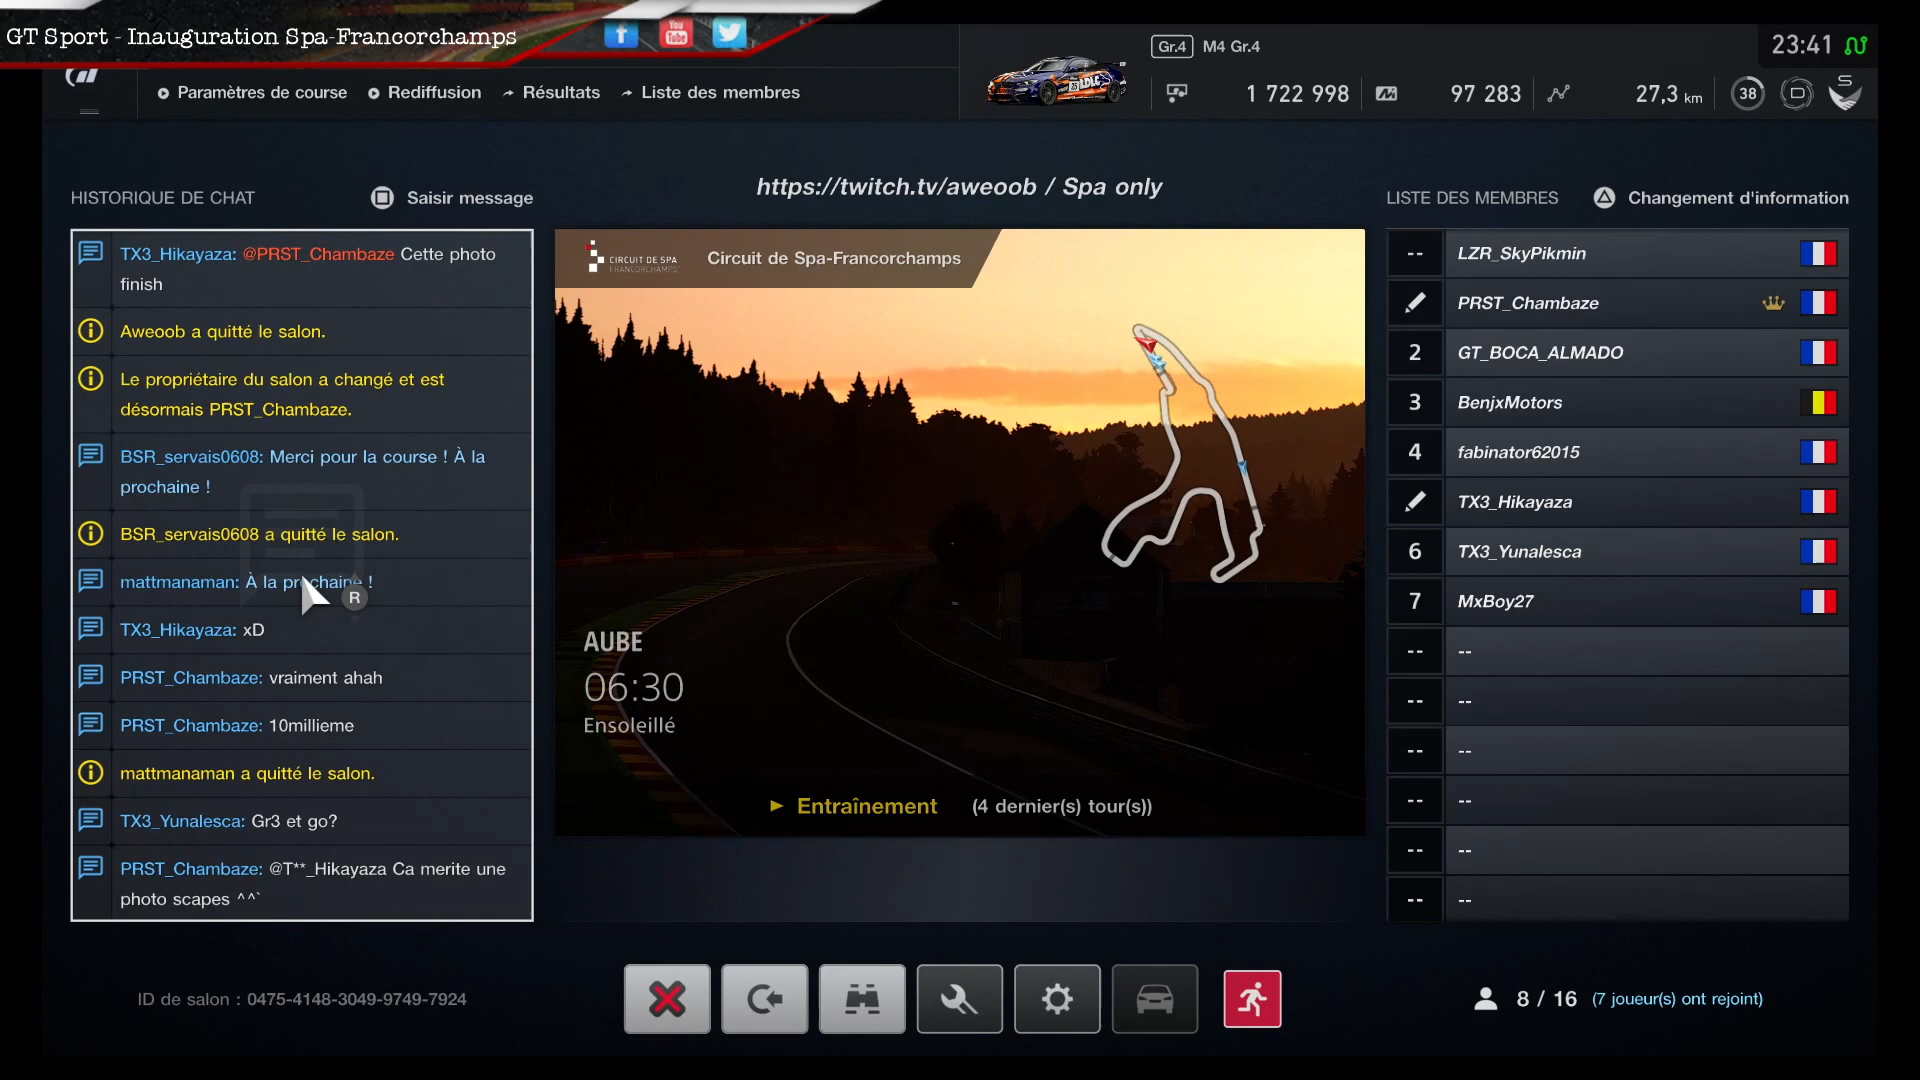 GT Sport - Inauguration Spa-Francorchamps
You
Tube
Gr.4 M4 Gr.4
23:41
Paramètres de course
Rediffusion
Résultats
Liste des membres
1 722 998
97 283
27,3 km
38
S
HISTORIQUE DE CHAT
Saisir message
TX3_Hikayaza: @PRST_Chambaze Cette photo
finish
Aweoob a quitté le salon.
Le propriétaire du salon a changé et est
désormais PRST_Chambaze.
BSR_servais0608: Merci pour la course ! À la
prochaine !
BSR_servais0608 a quitté le salon.
mattmanaman: À la prochaine !
R
TX3_Hikayaza: xD
PRST_Chambaze: vraiment ahah
PRST_Chambaze: 10millieme
mattmanaman a quitté le salon.
TX3_Yunalesca: Gr3 et go?
PRST_Chambaze: @T**_Hikayaza Ca merite une
photo scapes ^^`
ID de salon : 0475-4148-3049-9749-7924
https://twitch.tv/aweoob / Spa only
CIRCUIT DE SPA
FRANCORCHAMPS
Circuit de Spa-Francorchamps
AUBE
06:30
Ensoleillé
Entraînement (4 dernier(s) tour(s))
LISTE DES MEMBRES
Changement d'information
-- LZR_SkyPikmin
PRST_Chambaze
2 GT_BOCA_ALMADO
3 BenjxMotors
4 fabinator62015
TX3_Hikayaza
6 TX3_Yunalesca
7 MxBoy27
-- --
-- --
-- --
-- --
-- --
-- --
8 / 16 (7 joueur(s) ont rejoint)